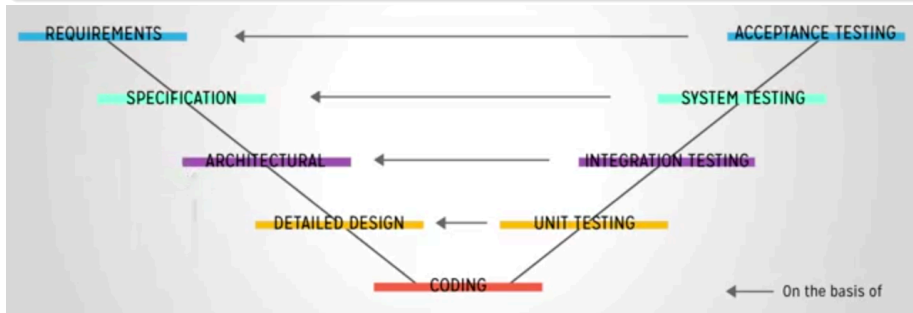 REQUIREMENTS
ACCEPTANCE TESTING
SPECIFICATION
SYSTEM TESTING
ARCHITECTURAL
INTEGRATION TESTING
DETAILED DESIGN
UNIT TESTING
CODING
On the basis of